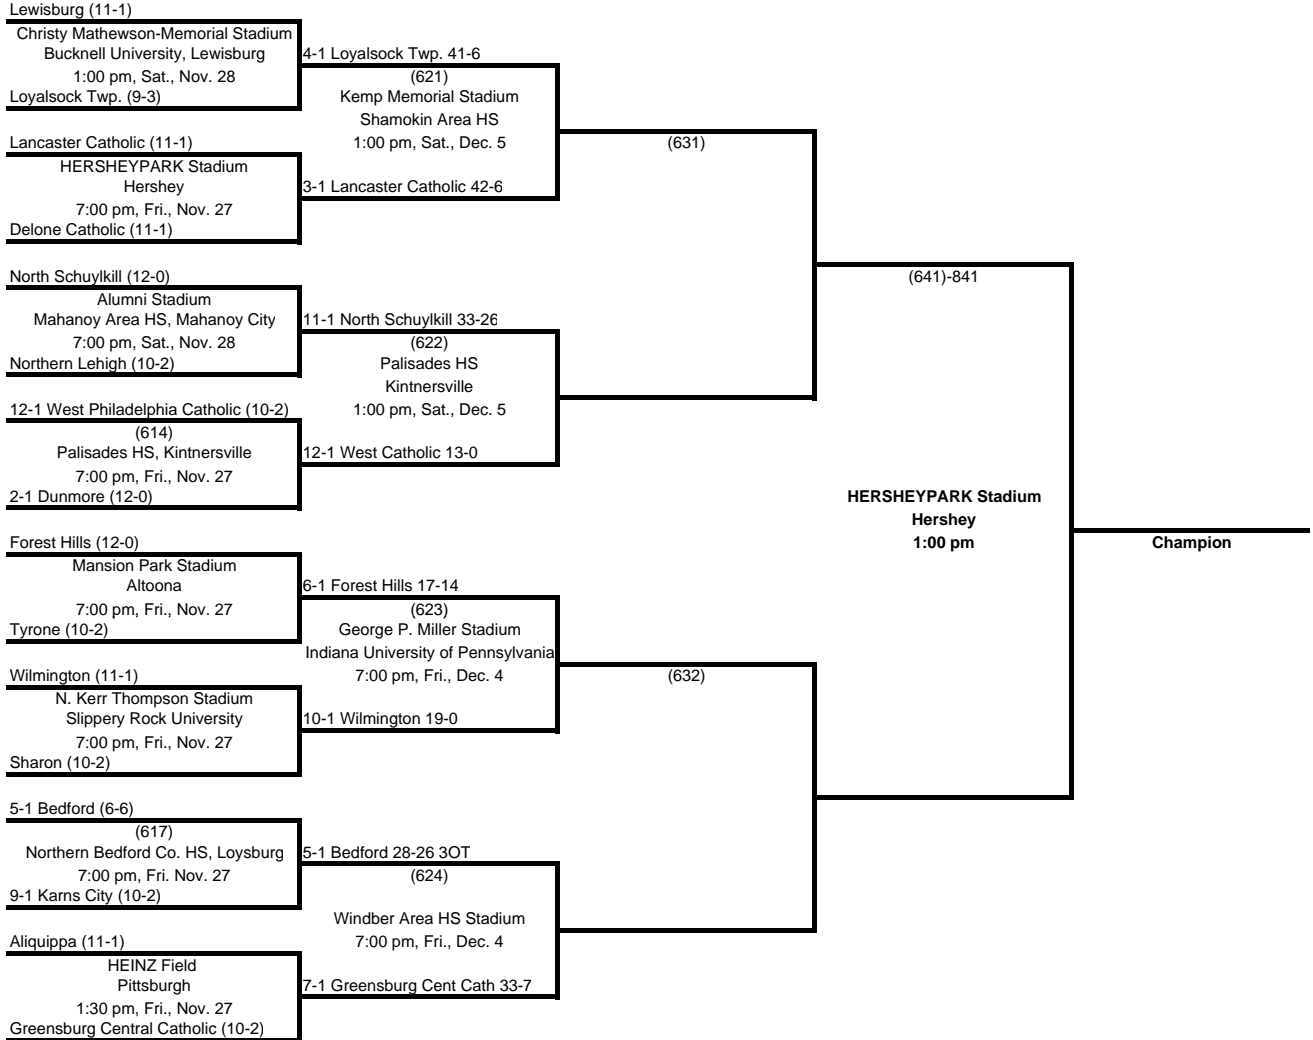 Lewisburg (11-1)
Christy Mathewson-Memorial Stadium
Bucknell University, Lewisburg
1:00 pm, Sat., Nov. 28
Loyalsock Twp. (9-3)
4-1 Loyalsock Twp. 41-6
(621)
Kemp Memorial Stadium
Shamokin Area HS
1:00 pm, Sat., Dec. 5
Lancaster Catholic (11-1)
HERSHEYPARK Stadium
Hershey
7:00 pm, Fri., Nov. 27
Delone Catholic (11-1)
3-1 Lancaster Catholic 42-6
(631)
North Schuylkill (12-0)
Alumni Stadium
Mahanoy Area HS, Mahanoy City
7:00 pm, Sat., Nov. 28
Northern Lehigh (10-2)
11-1 North Schuylkill 33-26
(622)
Palisades HS
Kintnersville
1:00 pm, Sat., Dec. 5
12-1 West Philadelphia Catholic (10-2)
(614)
Palisades HS, Kintnersville
7:00 pm, Fri., Nov. 27
2-1 Dunmore (12-0)
12-1 West Catholic 13-0
(641)-841
HERSHEYPARK Stadium
Hershey
1:00 pm
Champion
Forest Hills (12-0)
Mansion Park Stadium
Altoona
7:00 pm, Fri., Nov. 27
Tyrone (10-2)
6-1 Forest Hills 17-14
(623)
George P. Miller Stadium
Indiana University of Pennsylvania
7:00 pm, Fri., Dec. 4
Wilmington (11-1)
N. Kerr Thompson Stadium
Slippery Rock University
7:00 pm, Fri., Nov. 27
Sharon (10-2)
10-1 Wilmington 19-0
(632)
5-1 Bedford (6-6)
(617)
Northern Bedford Co. HS, Loysburg
7:00 pm, Fri. Nov. 27
9-1 Karns City (10-2)
5-1 Bedford 28-26 3OT
(624)
Windber Area HS Stadium
7:00 pm, Fri., Dec. 4
Aliquippa (11-1)
HEINZ Field
Pittsburgh
1:30 pm, Fri., Nov. 27
Greensburg Central Catholic (10-2)
7-1 Greensburg Cent Cath 33-7